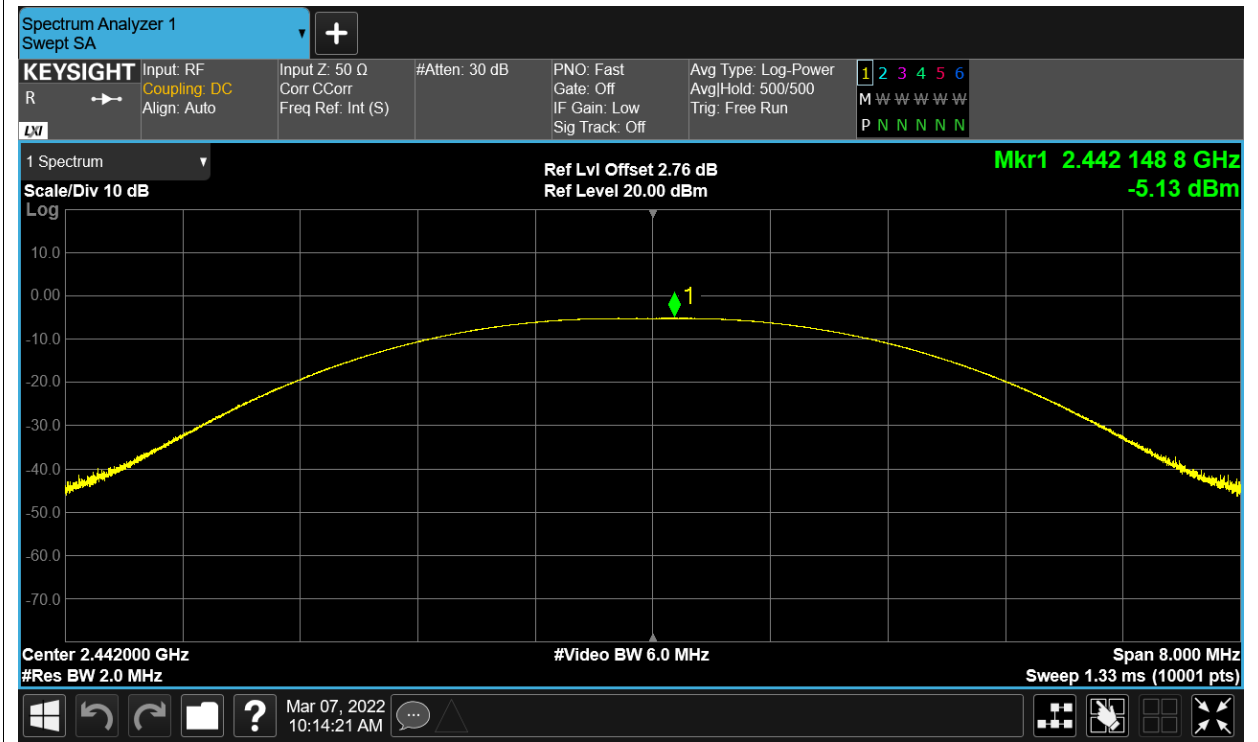 Spectrum Analyzer 1
Swept SA
+
KEYSIGHT
R
LXI
Input: RF
Coupling: DC
Align: Auto
Input Z: 50 Ω
Corr CCorr
Freq Ref: Int (S)
#Atten: 30 dB
PNO: Fast
Gate: Off
IF Gain: Low
Sig Track: Off
Avg Type: Log-Power
Avg|Hold: 500/500
Trig: Free Run
1 2 3 4 5 6
M W W W W W
P N N N N N
1 Spectrum
Scale/Div 10 dB
Ref Lvl Offset 2.76 dB
Ref Level 20.00 dBm
Mkr1 2.442 148 8 GHz
-5.13 dBm
Log
10.0
0.00
-10.0
-20.0
-30.0
-40.0
-50.0
-60.0
-70.0
1
Center 2.442000 GHz
#Res BW 2.0 MHz
#Video BW 6.0 MHz
Span 8.000 MHz
Sweep 1.33 ms (10001 pts)
?
Mar 07, 2022
10:14:21 AM